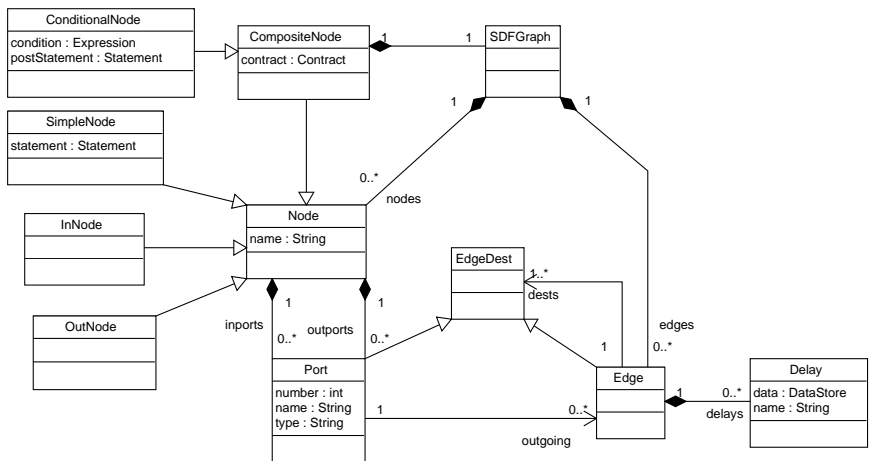 ConditionalNode
condition : Expression
postStatement : Statement
CompositeNode
contract : Contract
1
1
SDFGraph
1
1
SimpleNode
statement : Statement
0..*
nodes
InNode
Node
name : String
EdgeDest
1..*
dests
OutNode
1
1
inports
outports
0..*
0..*
edges
1
0..*
Port
number : int
name : String
type : String
1
0..*
outgoing
Edge
1
0..*
delays
Delay
data : DataStore
name : String